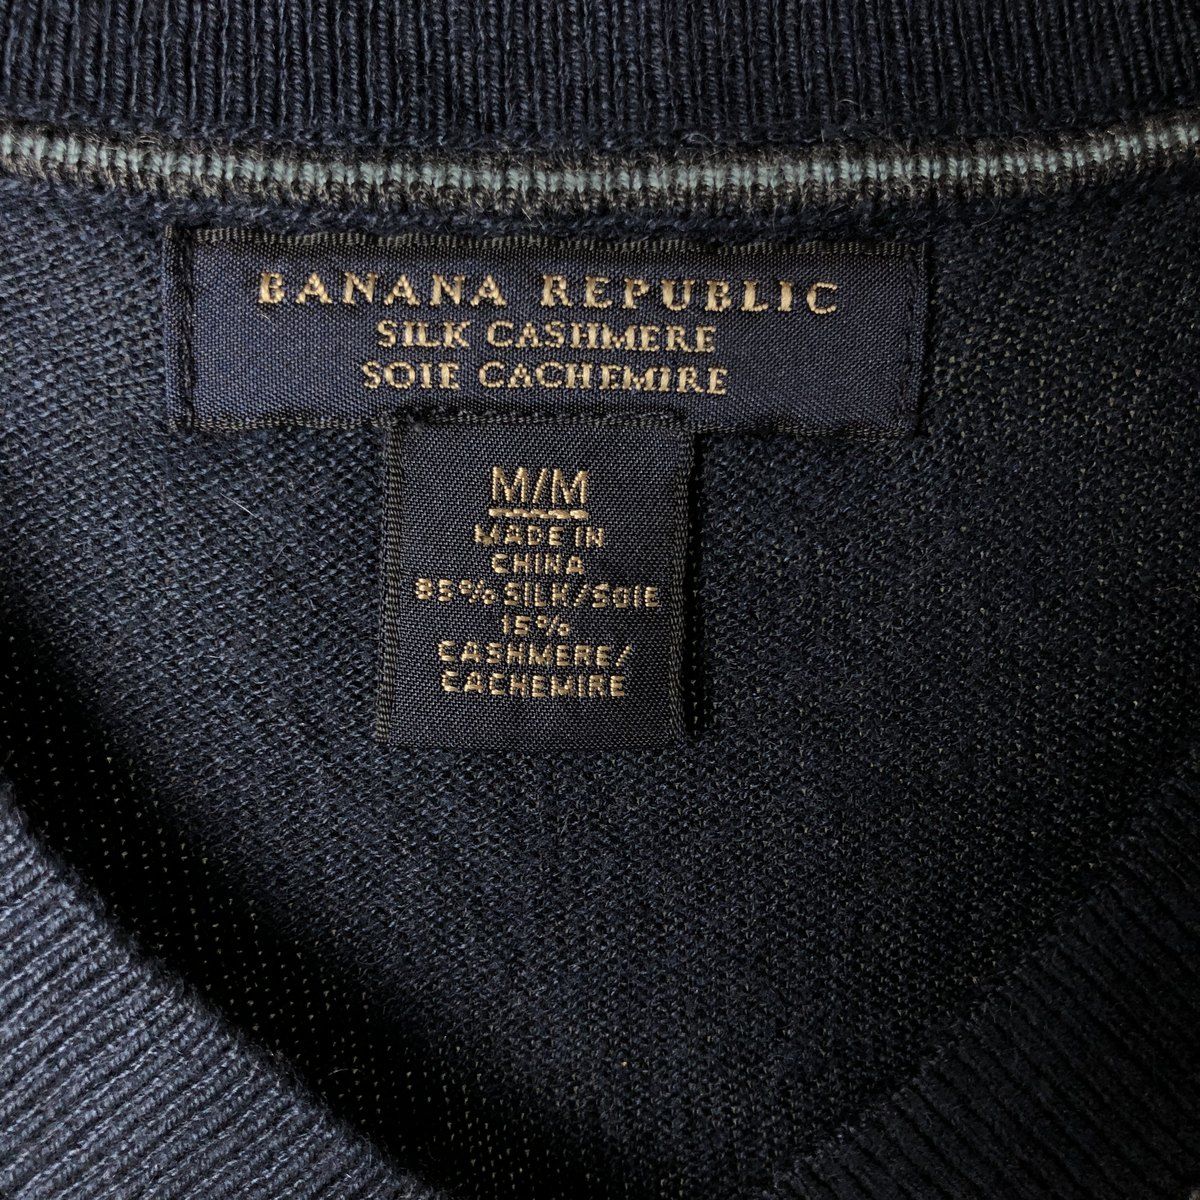 BANANA REPUBLIC
SILK CASHMERE
SOIE CACHEMIRE
M/M
MADE IN
CHINA
85% SILK/SOIE
15%
CASHMERE/
CACHEMIRE